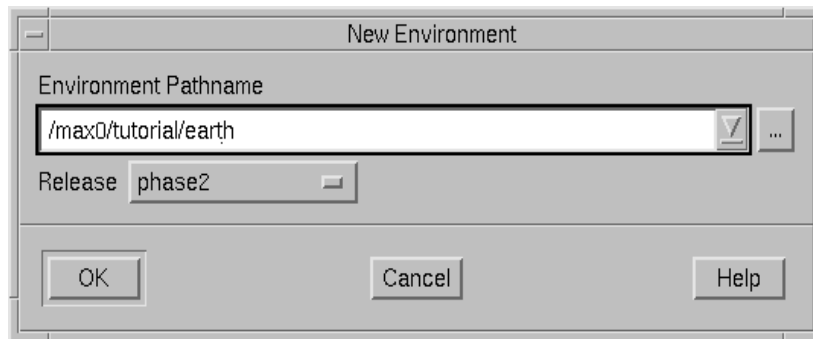 New Environment
Environment Pathname
/max0/tutorial/earth
...
Release phase2
OK Cancel Help